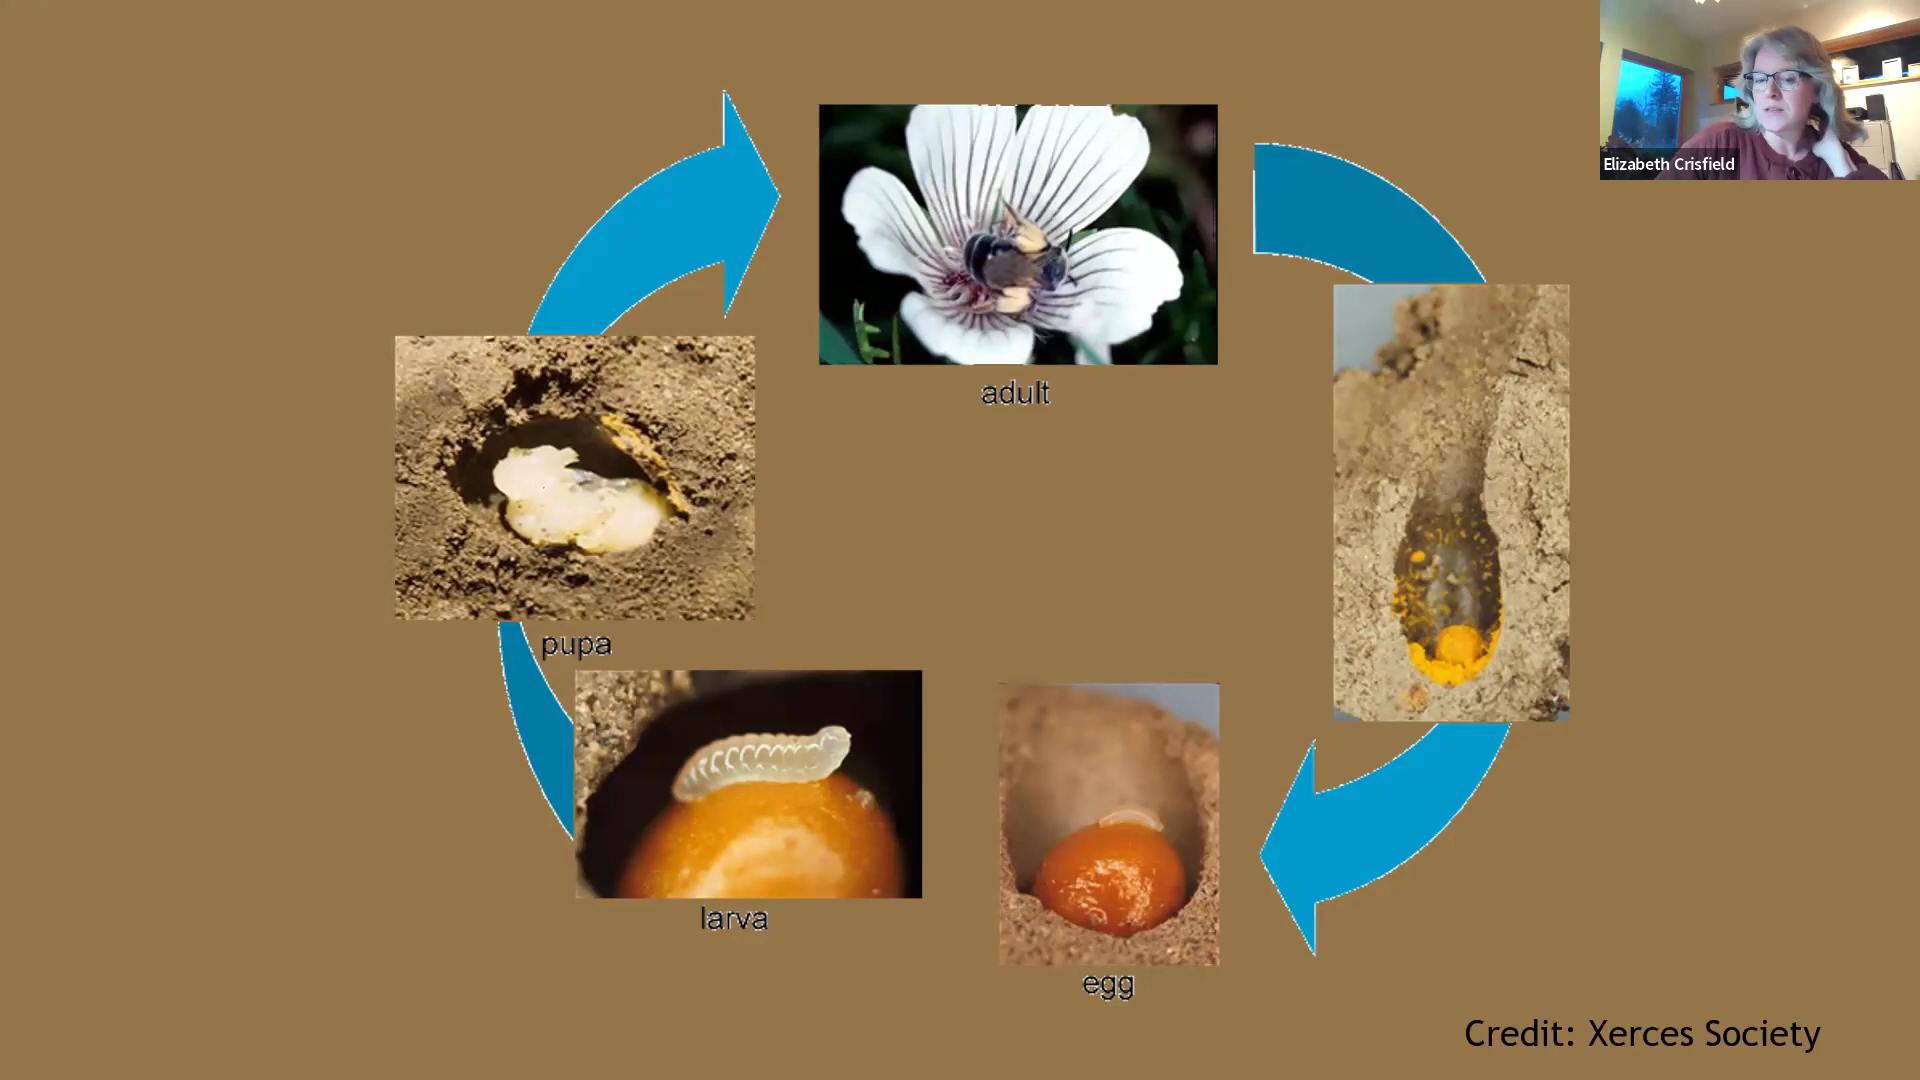 Elizabeth Crisfield
adult
pupa
larva
egg
Credit: Xerces Society